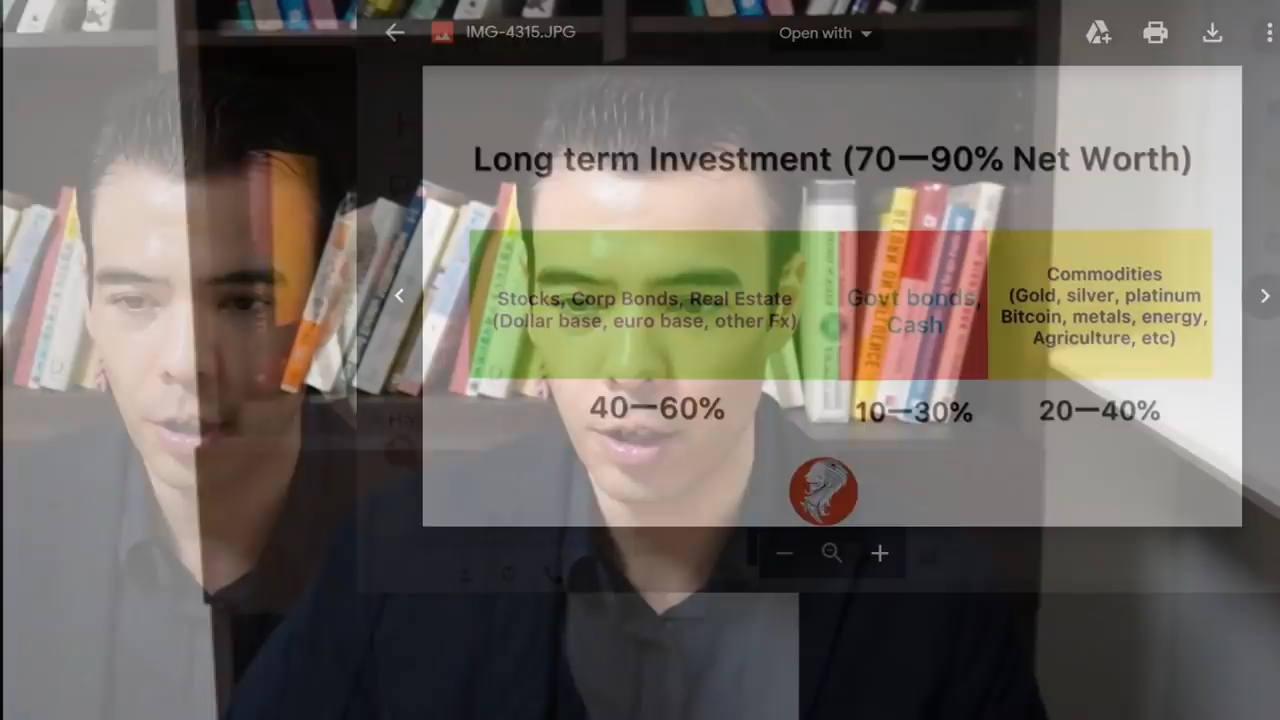 IMG-4315.JPG
Open with
Long term Investment (70—90% Net Worth)
Stocks, Corp Bonds, Real Estate
(Dollar base, euro base, other Fx)
Govt bonds,
Cash
Commodities
(Gold, silver, platinum
Bitcoin, metals, energy,
Agriculture, etc)
40—60%
10—30%
20—40%